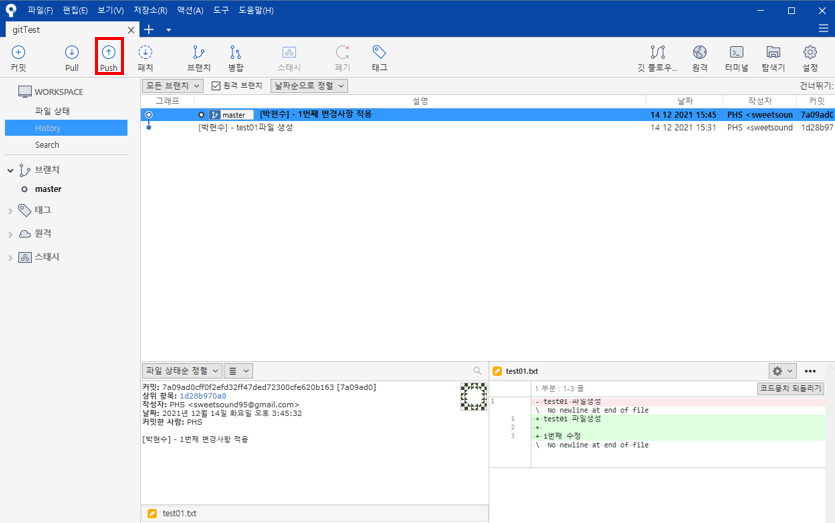 파일(F) 편집(E) 보기(V) 저장소(R) 액션(A) 도구 도움말(H)
gitTest
커밋 Pull Push 패치 브랜치 병합 스태시 폐기 태그 깃 플로우... 원격 터미널 탐색기 설정
WORKSPACE
파일 상태
History
Search
브랜치
master
태그
원격
스태시
모든 브랜치 원격 브랜치 날짜순으로 정렬 건너뛰기:
그래프 설명 날짜 작성자 커밋
master [박현수] - 1번째 변경사항 적용 14 12 2021 15:45 PHS <sweetsoun 7a09ad0
[박현수] - test01파일 생성 14 12 2021 15:31 PHS <sweetsound 1d28b97
파일 상태순 정렬
커밋: 7a09ad0cff0f2efd32ff47ded72300cfe620b163 [7a09ad0]
상위 항목: 1d28b970a8
작성자: PHS <sweetsound95@gmail.com>
날짜: 2021년 12월 14일 화요일 오후 3:45:32
커밋한 사람: PHS
[박현수] - 1번째 변경사항 적용
test01.txt
test01.txt
1 부분 : 1-3 줄 코드뭉치 되돌리기
1 - test01 파일생성
\ No newline at end of file
1 + test01 파일생성
2 +
3 + 1번째 수정
\ No newline at end of file